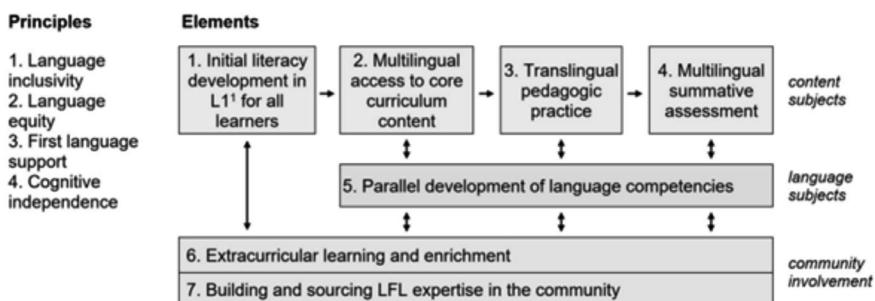 Principles
1. Language
inclusivity
2. Language
equity
3. First language
support
4. Cognitive
independence
Elements
1. Initial literacy
development in
L1¹ for all
learners
2. Multilingual
access to core
curriculum
content
3. Translingual
pedagogic
practice
4. Multilingual
summative
assessment
content
subjects
5. Parallel development of language competencies
language
subjects
6. Extracurricular learning and enrichment
7. Building and sourcing LFL expertise in the community
community
involvement